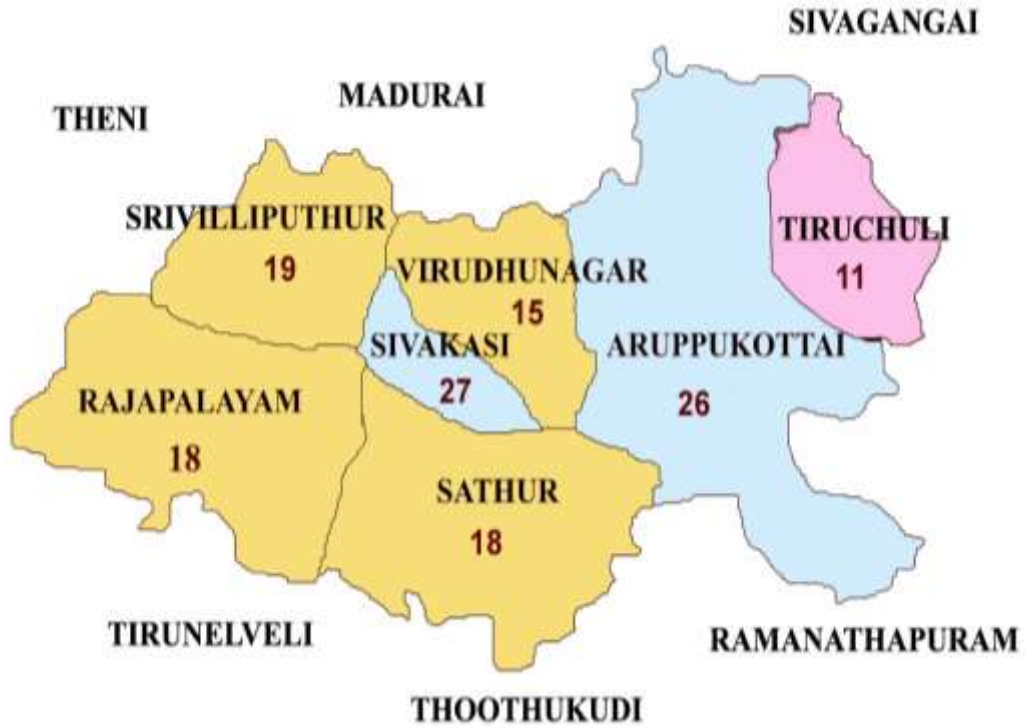 SIVAGANGAI
MADURAI
THENI
SRIVILLIPUTHUR
19
TIRUCHULI
11
VIRUDHUNAGAR
15
SIVAKASI
27
ARUPPUKOTTAI
26
RAJAPALAYAM
18
SATHUR
18
TIRUNELVELI
RAMANATHAPURAM
THOOTHUKUDI